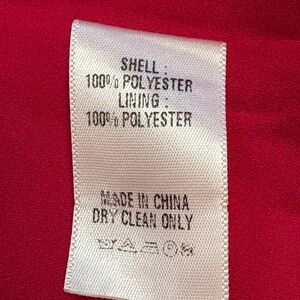 SHELL :
100% POLYESTER
LINING :
100% POLYESTER
MADE IN CHINA
DRY CLEAN ONLY